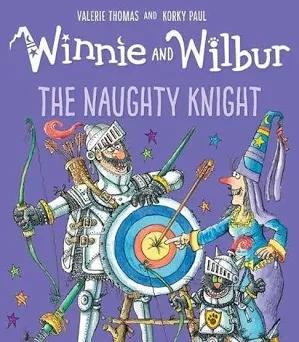 VALERIE THOMAS AND KORKY PAUL
Winnie AND Wilbur
THE NAUGHTY KNIGHT